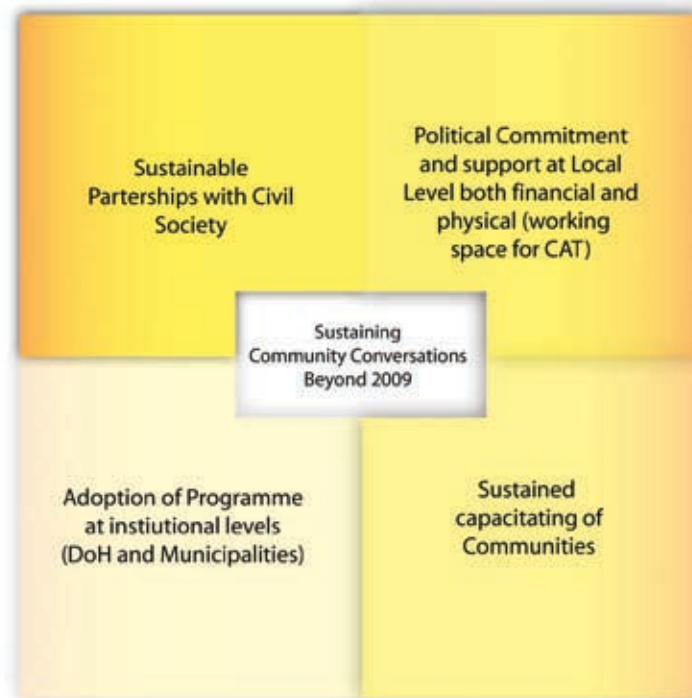 Sustainable
Parterships with Civil
Society
Political Commitment
and support at Local
Level both financial and
physical (working
space for CAT)
Sustaining
Community Conversations
Beyond 2009
Adoption of Programme
at instiutional levels
(DoH and Municipalities)
Sustained
capacitating of
Communities